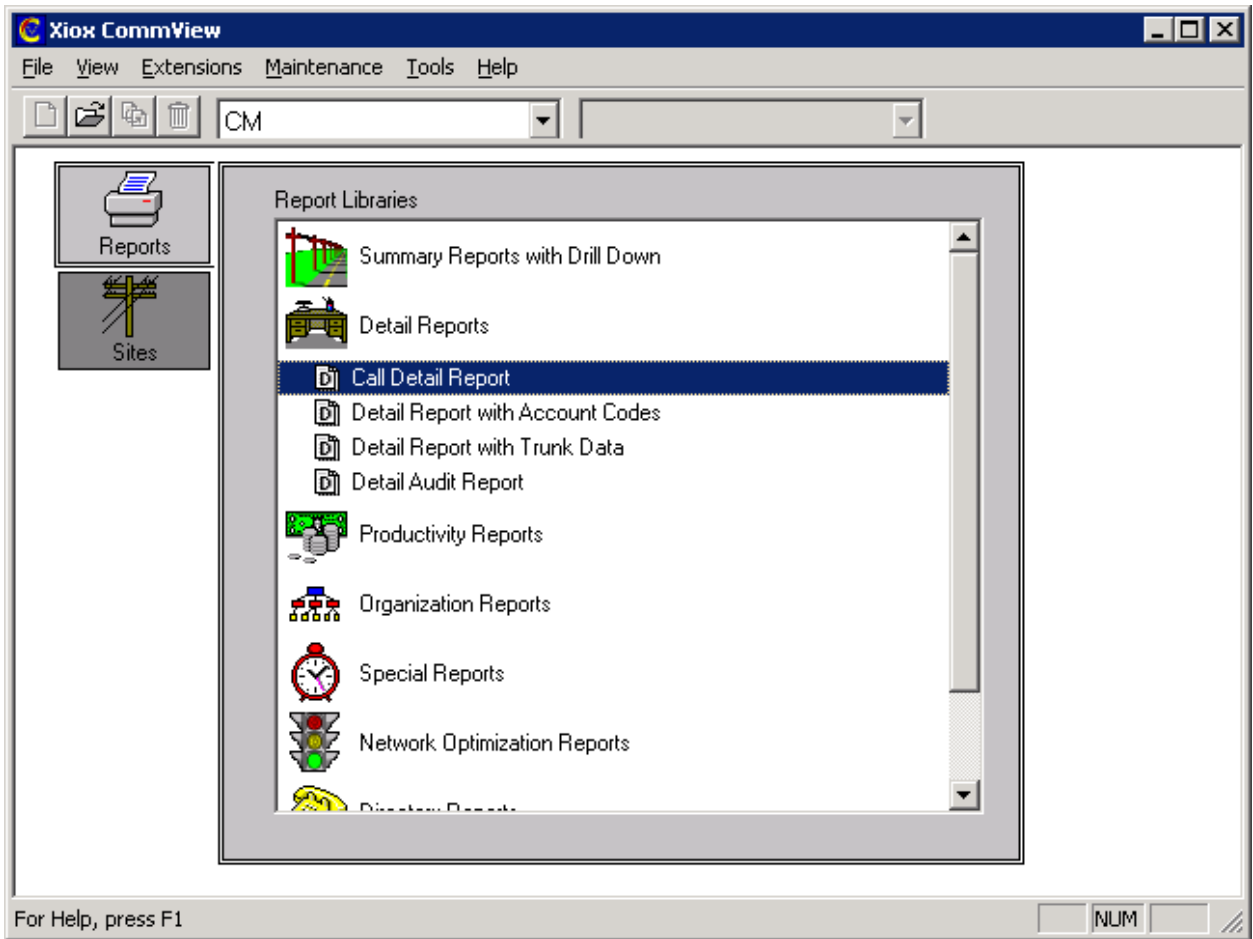 Xiox CommView
File View Extensions Maintenance Tools Help
CM
Reports
Sites
Report Libraries
Summary Reports with Drill Down
Detail Reports
Call Detail Report
Detail Report with Account Codes
Detail Report with Trunk Data
Detail Audit Report
Productivity Reports
Organization Reports
Special Reports
Network Optimization Reports
Directory Reports
For Help, press F1
NUM